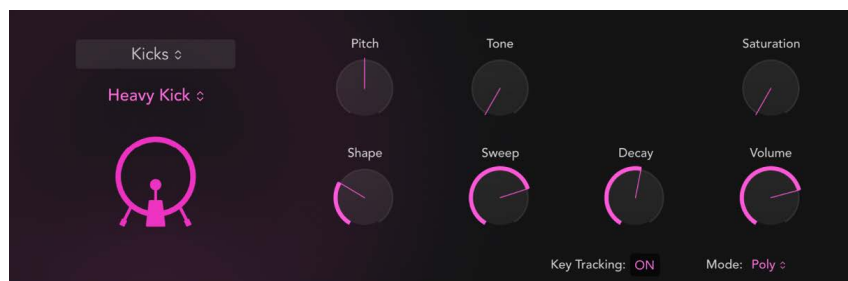 Kicks
Heavy Kick
Pitch
Tone
Saturation
Shape
Sweep
Decay
Volume
Key Tracking: ON
Mode: Poly